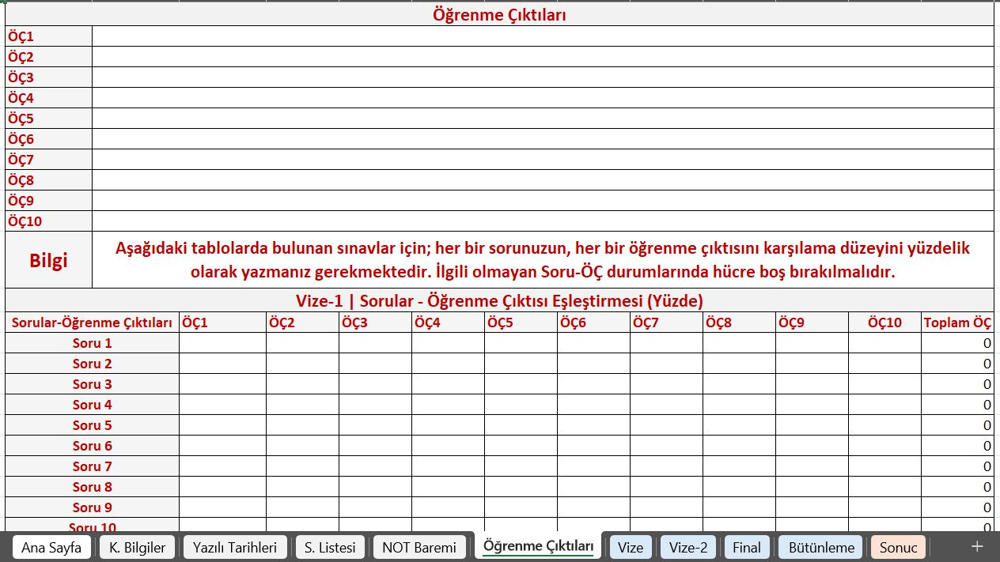 Öğrenme Çıktıları
ÖÇ1
ÖÇ2
ÖÇ3
ÖÇ4
ÖÇ5
ÖÇ6
ÖÇ7
ÖÇ8
ÖÇ9
ÖÇ10
Bilgi
Aşağıdaki tablolarda bulunan sınavlar için; her bir sorunuzun, her bir öğrenme çıktısını karşılama düzeyini yüzdelik
olarak yazmanız gerekmektedir. İlgili olmayan Soru-ÖÇ durumlarında hücre boş bırakılmalıdır.
Vize-1 | Sorular - Öğrenme Çıktısı Eşleştirmesi (Yüzde)
Sorular-Öğrenme Çıktıları ÖÇ1 ÖÇ2 ÖÇ3 ÖÇ4 ÖÇ5 ÖÇ6 ÖÇ7 ÖÇ8 ÖÇ9 ÖÇ10 Toplam ÖÇ
Soru 1 0
Soru 2 0
Soru 3 0
Soru 4 0
Soru 5 0
Soru 6 0
Soru 7 0
Soru 8 0
Soru 9 0
Soru 10 0
Ana Sayfa K. Bilgiler Yazılı Tarihleri S. Listesi NOT Baremi Öğrenme Çıktıları Vize Vize-2 Final Bütünleme Sonuc +